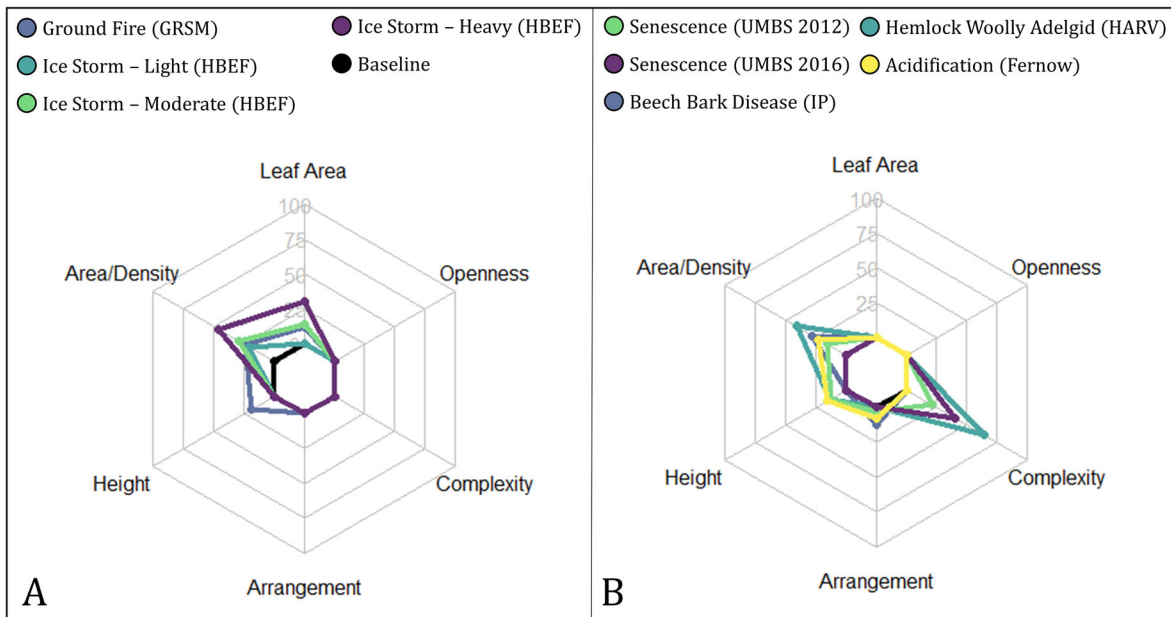 Ground Fire (GRSM)
Ice Storm – Light (HBEF)
Ice Storm – Moderate (HBEF)
Ice Storm – Heavy (HBEF)
Baseline
Leaf Area
100
75
50
25
Area/Density
Openness
Height
Complexity
Arrangement
A
Senescence (UMBS 2012)
Senescence (UMBS 2016)
Beech Bark Disease (IP)
Hemlock Woolly Adelgid (HARV)
Acidification (Fernow)
Leaf Area
100
75
50
25
Area/Density
Openness
Height
Complexity
Arrangement
B